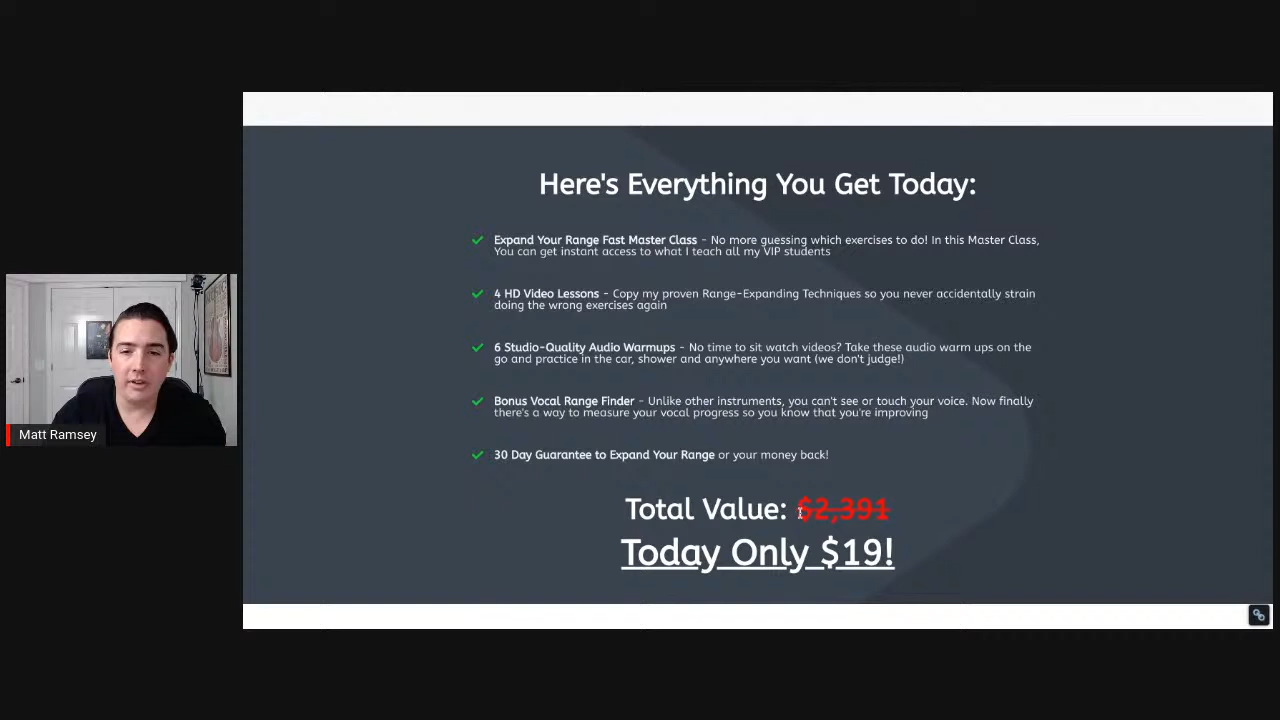 Here's Everything You Get Today:
Expand Your Range Fast Master Class - No more guessing which exercises to do! In this Master Class,
You can get instant access to what I teach all my VIP students
4 HD Video Lessons - Copy my proven Range-Expanding Techniques so you never accidentally strain
doing the wrong exercises again
6 Studio-Quality Audio Warmups - No time to sit watch videos? Take these audio warm ups on the
go and practice in the car, shower and anywhere you want (we don't judge!)
Bonus Vocal Range Finder - Unlike other instruments, you can't see or touch your voice. Now finally
there's a way to measure your vocal progress so you know that you're improving
30 Day Guarantee to Expand Your Range or your money back!
Total Value: $2,391
Today Only $19!
Matt Ramsey